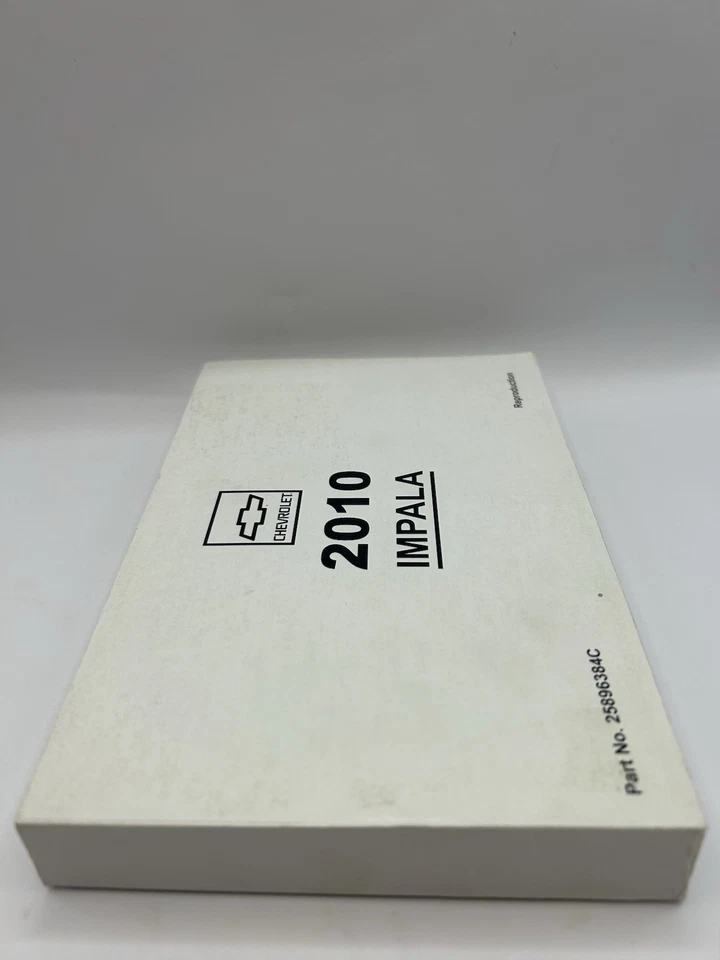 CHEVROLET
2010
IMPALA
Part No. 25896384C
Reproduction